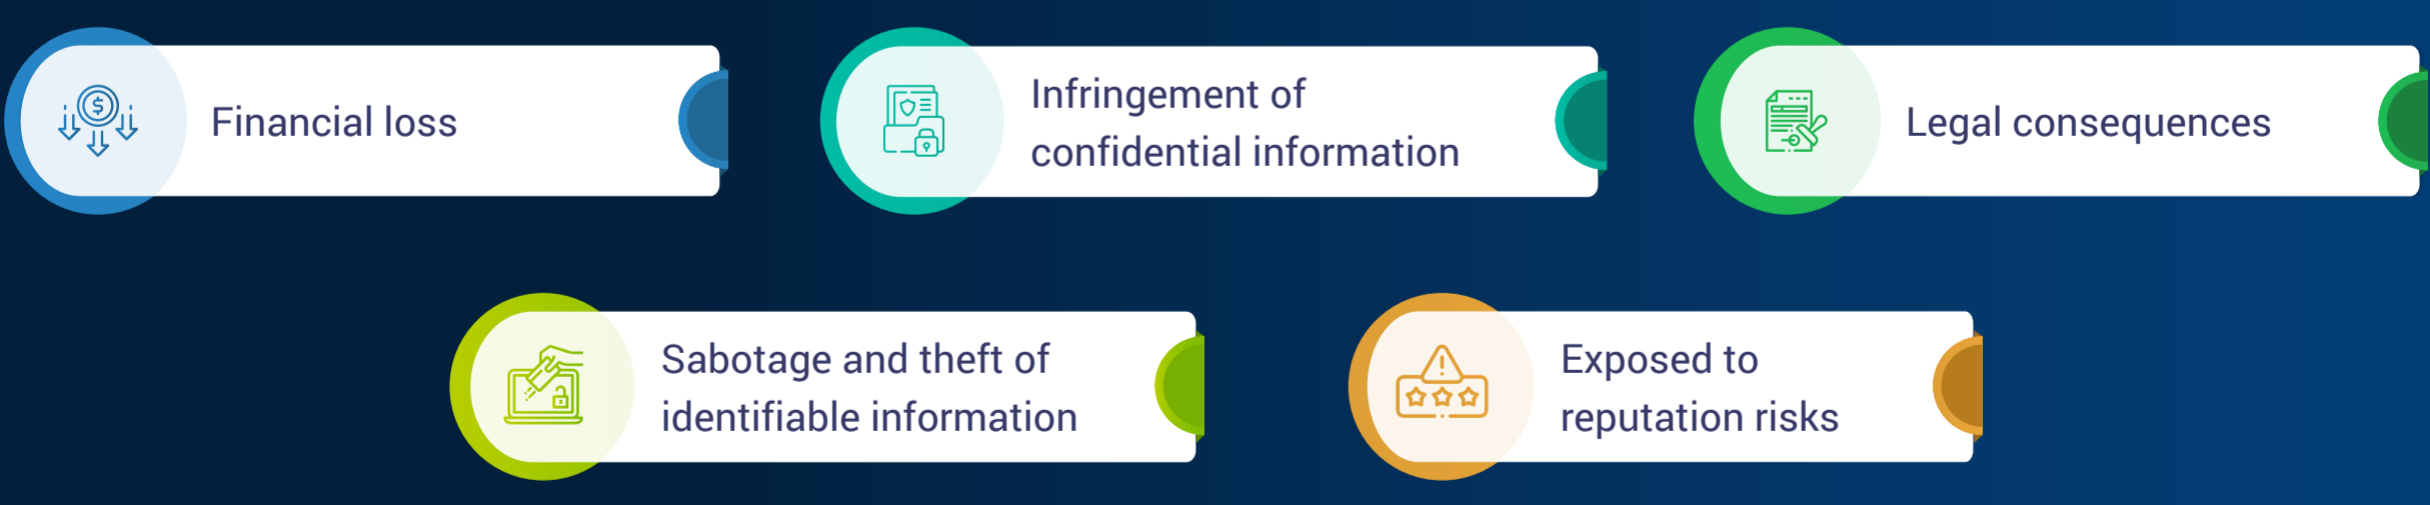 Financial loss
Infringement of
confidential information
Legal consequences
Sabotage and theft of
identifiable information
Exposed to
reputation risks